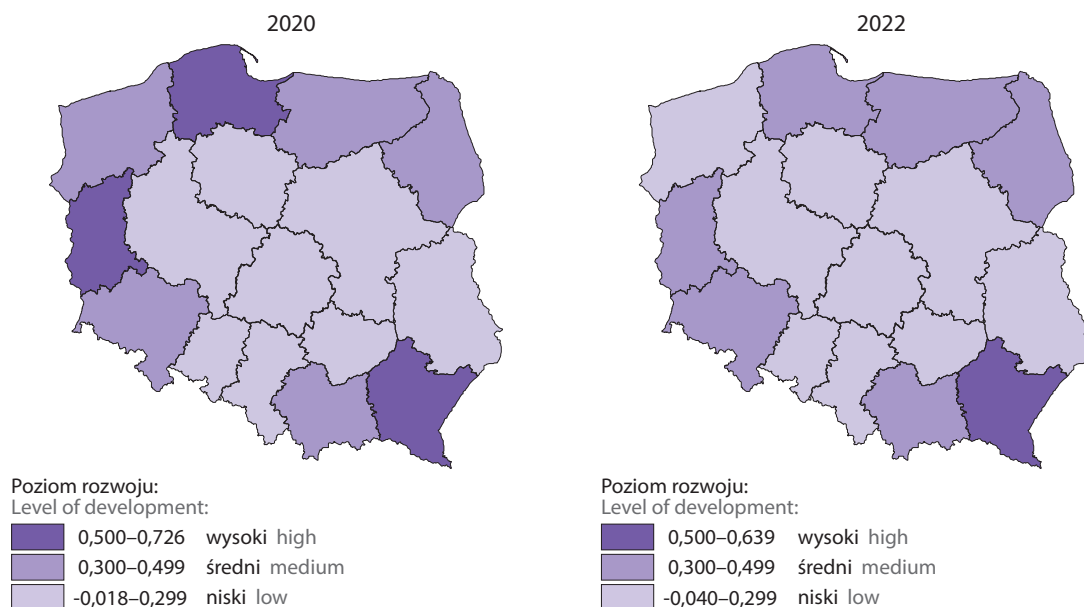 2020
Poziom rozwoju:
Level of development:
0,500–0,726 wysoki high
0,300–0,499 średni medium
-0,018–0,299 niski low
2022
Poziom rozwoju:
Level of development:
0,500–0,639 wysoki high
0,300–0,499 średni medium
-0,040–0,299 niski low